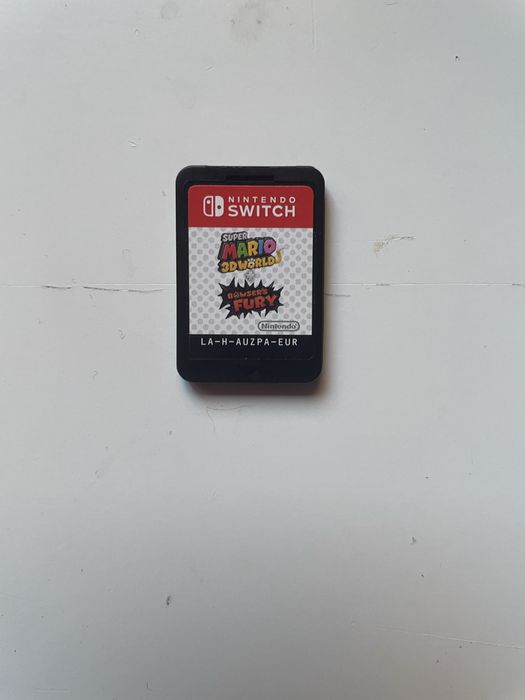 NINTENDO
SWITCH
SUPER
MARIO
3D WORLD
BOWSER'S
FURY
Nintendo
LA-H-AUZPA-EUR